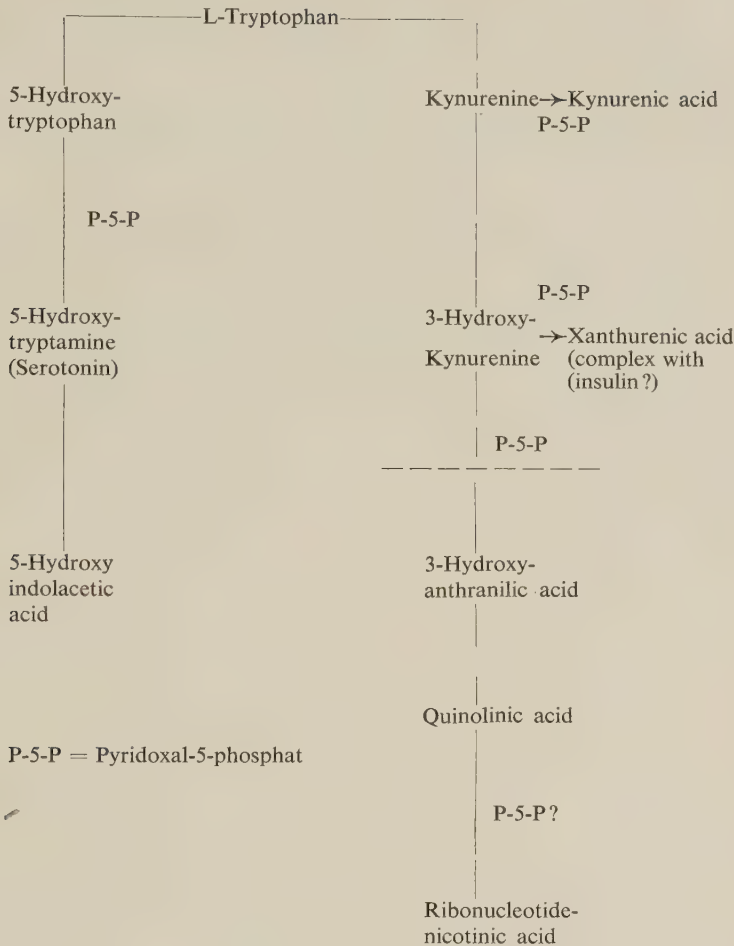 L-Tryptophan
5-Hydroxy-
tryptophan
Kynurenine→Kynurenic acid
P-5-P
P-5-P
P-5-P
5-Hydroxy-
tryptamine
(Serotonin)
3-Hydroxy-
Kynurenine
→Xanthurenic acid
(complex with
(insulin?)
P-5-P
5-Hydroxy
indolacetic
acid
3-Hydroxy-
anthranilic acid
Quinolinic acid
P-5-P = Pyridoxal-5-phosphat
P-5-P?
Ribonucleotide-
nicotinic acid